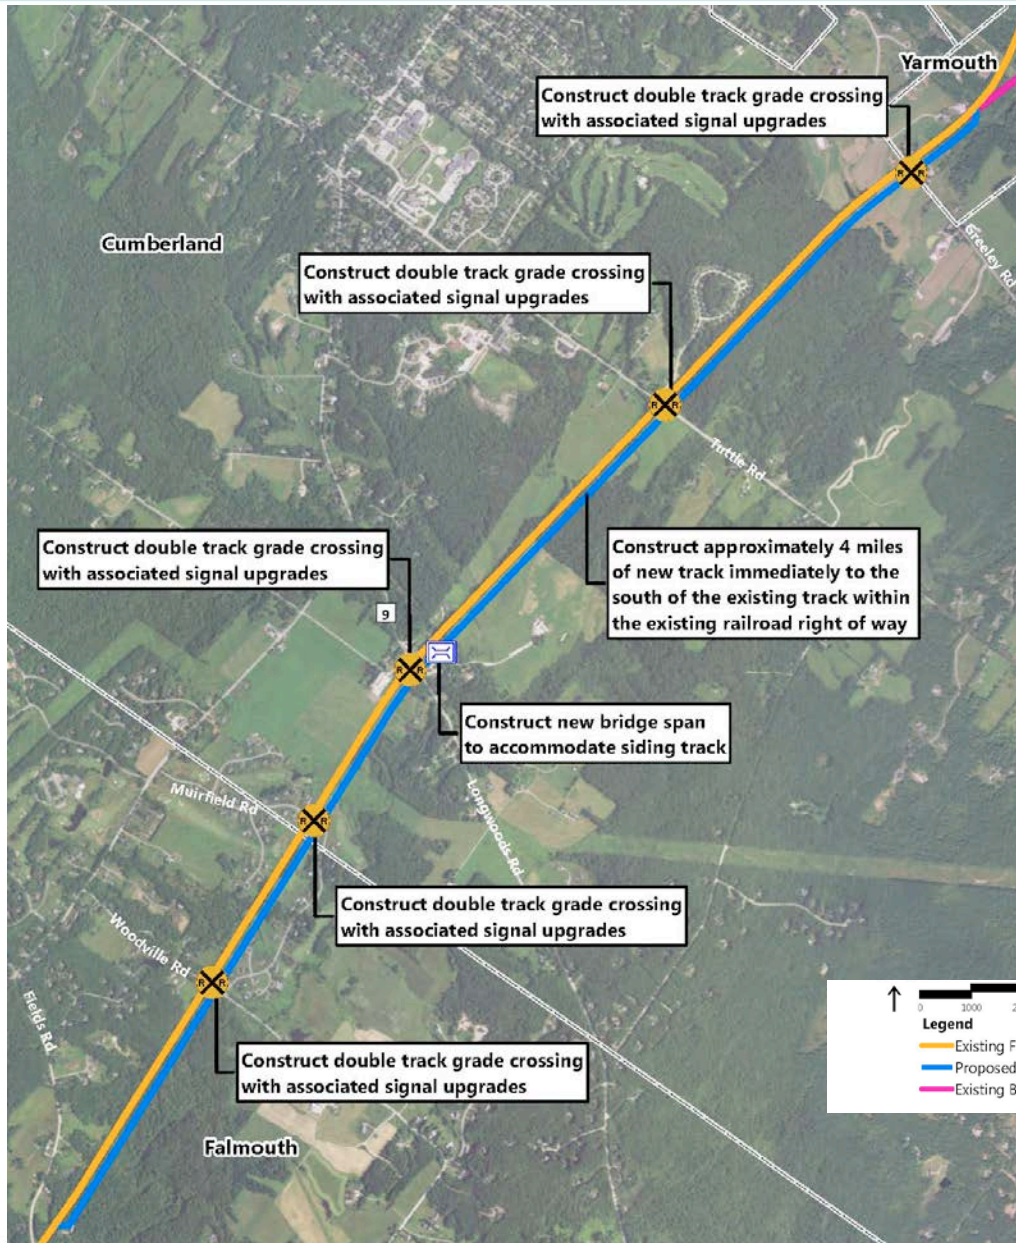 Yarmouth
Construct double track grade crossing
with associated signal upgrades
R R
Greeley Rd
Cumberland
Construct double track grade crossing
with associated signal upgrades
R R
Tuttle Rd
Construct double track grade crossing
with associated signal upgrades
Construct approximately 4 miles
of new track immediately to the
south of the existing track within
the existing railroad right of way
9
R R
Construct new bridge span
to accommodate siding track
Muirfield Rd
Longwoods Rd
R R
Construct double track grade crossing
with associated signal upgrades
Woodville Rd
R R
Fields Rd
Construct double track grade crossing
with associated signal upgrades
Falmouth
0 1000 2
Legend
Existing F
Proposed
Existing B